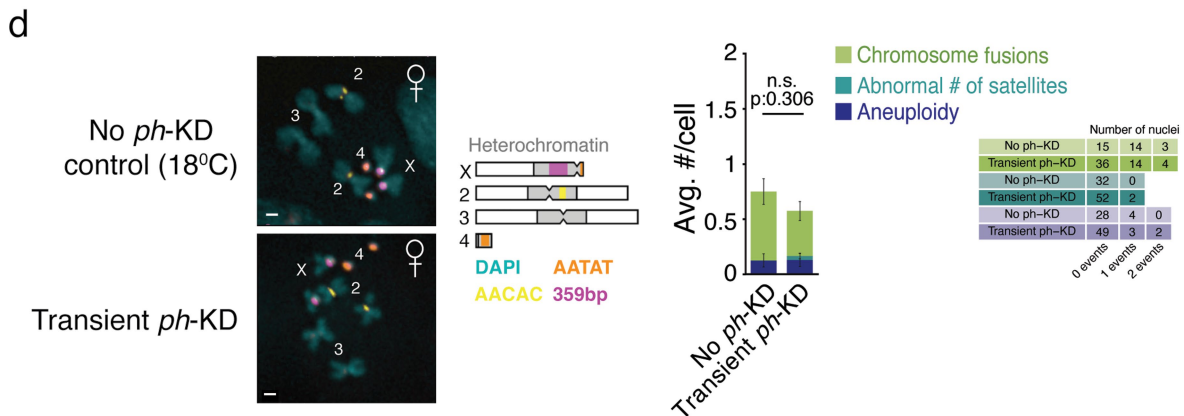 d
No ph-KD
control (18⁰C)
2
♀
3
4
X
2
Transient ph-KD
4
♀
X
2
3
Heterochromatin
X
2
3
4
DAPI AATAT
AACAC 359bp
Avg. #/cell
2
1.5
1
0.5
0
n.s.
p:0.306
No ph-KD
Transient ph-KD
Chromosome fusions
Abnormal # of satellites
Aneuploidy
Number of nuclei
No ph-KD 15 14 3
Transient ph-KD 36 14 4
No ph-KD 32 0
Transient ph-KD 52 2
No ph-KD 28 4 0
Transient ph-KD 49 3 2
0 events
1 events
2 events